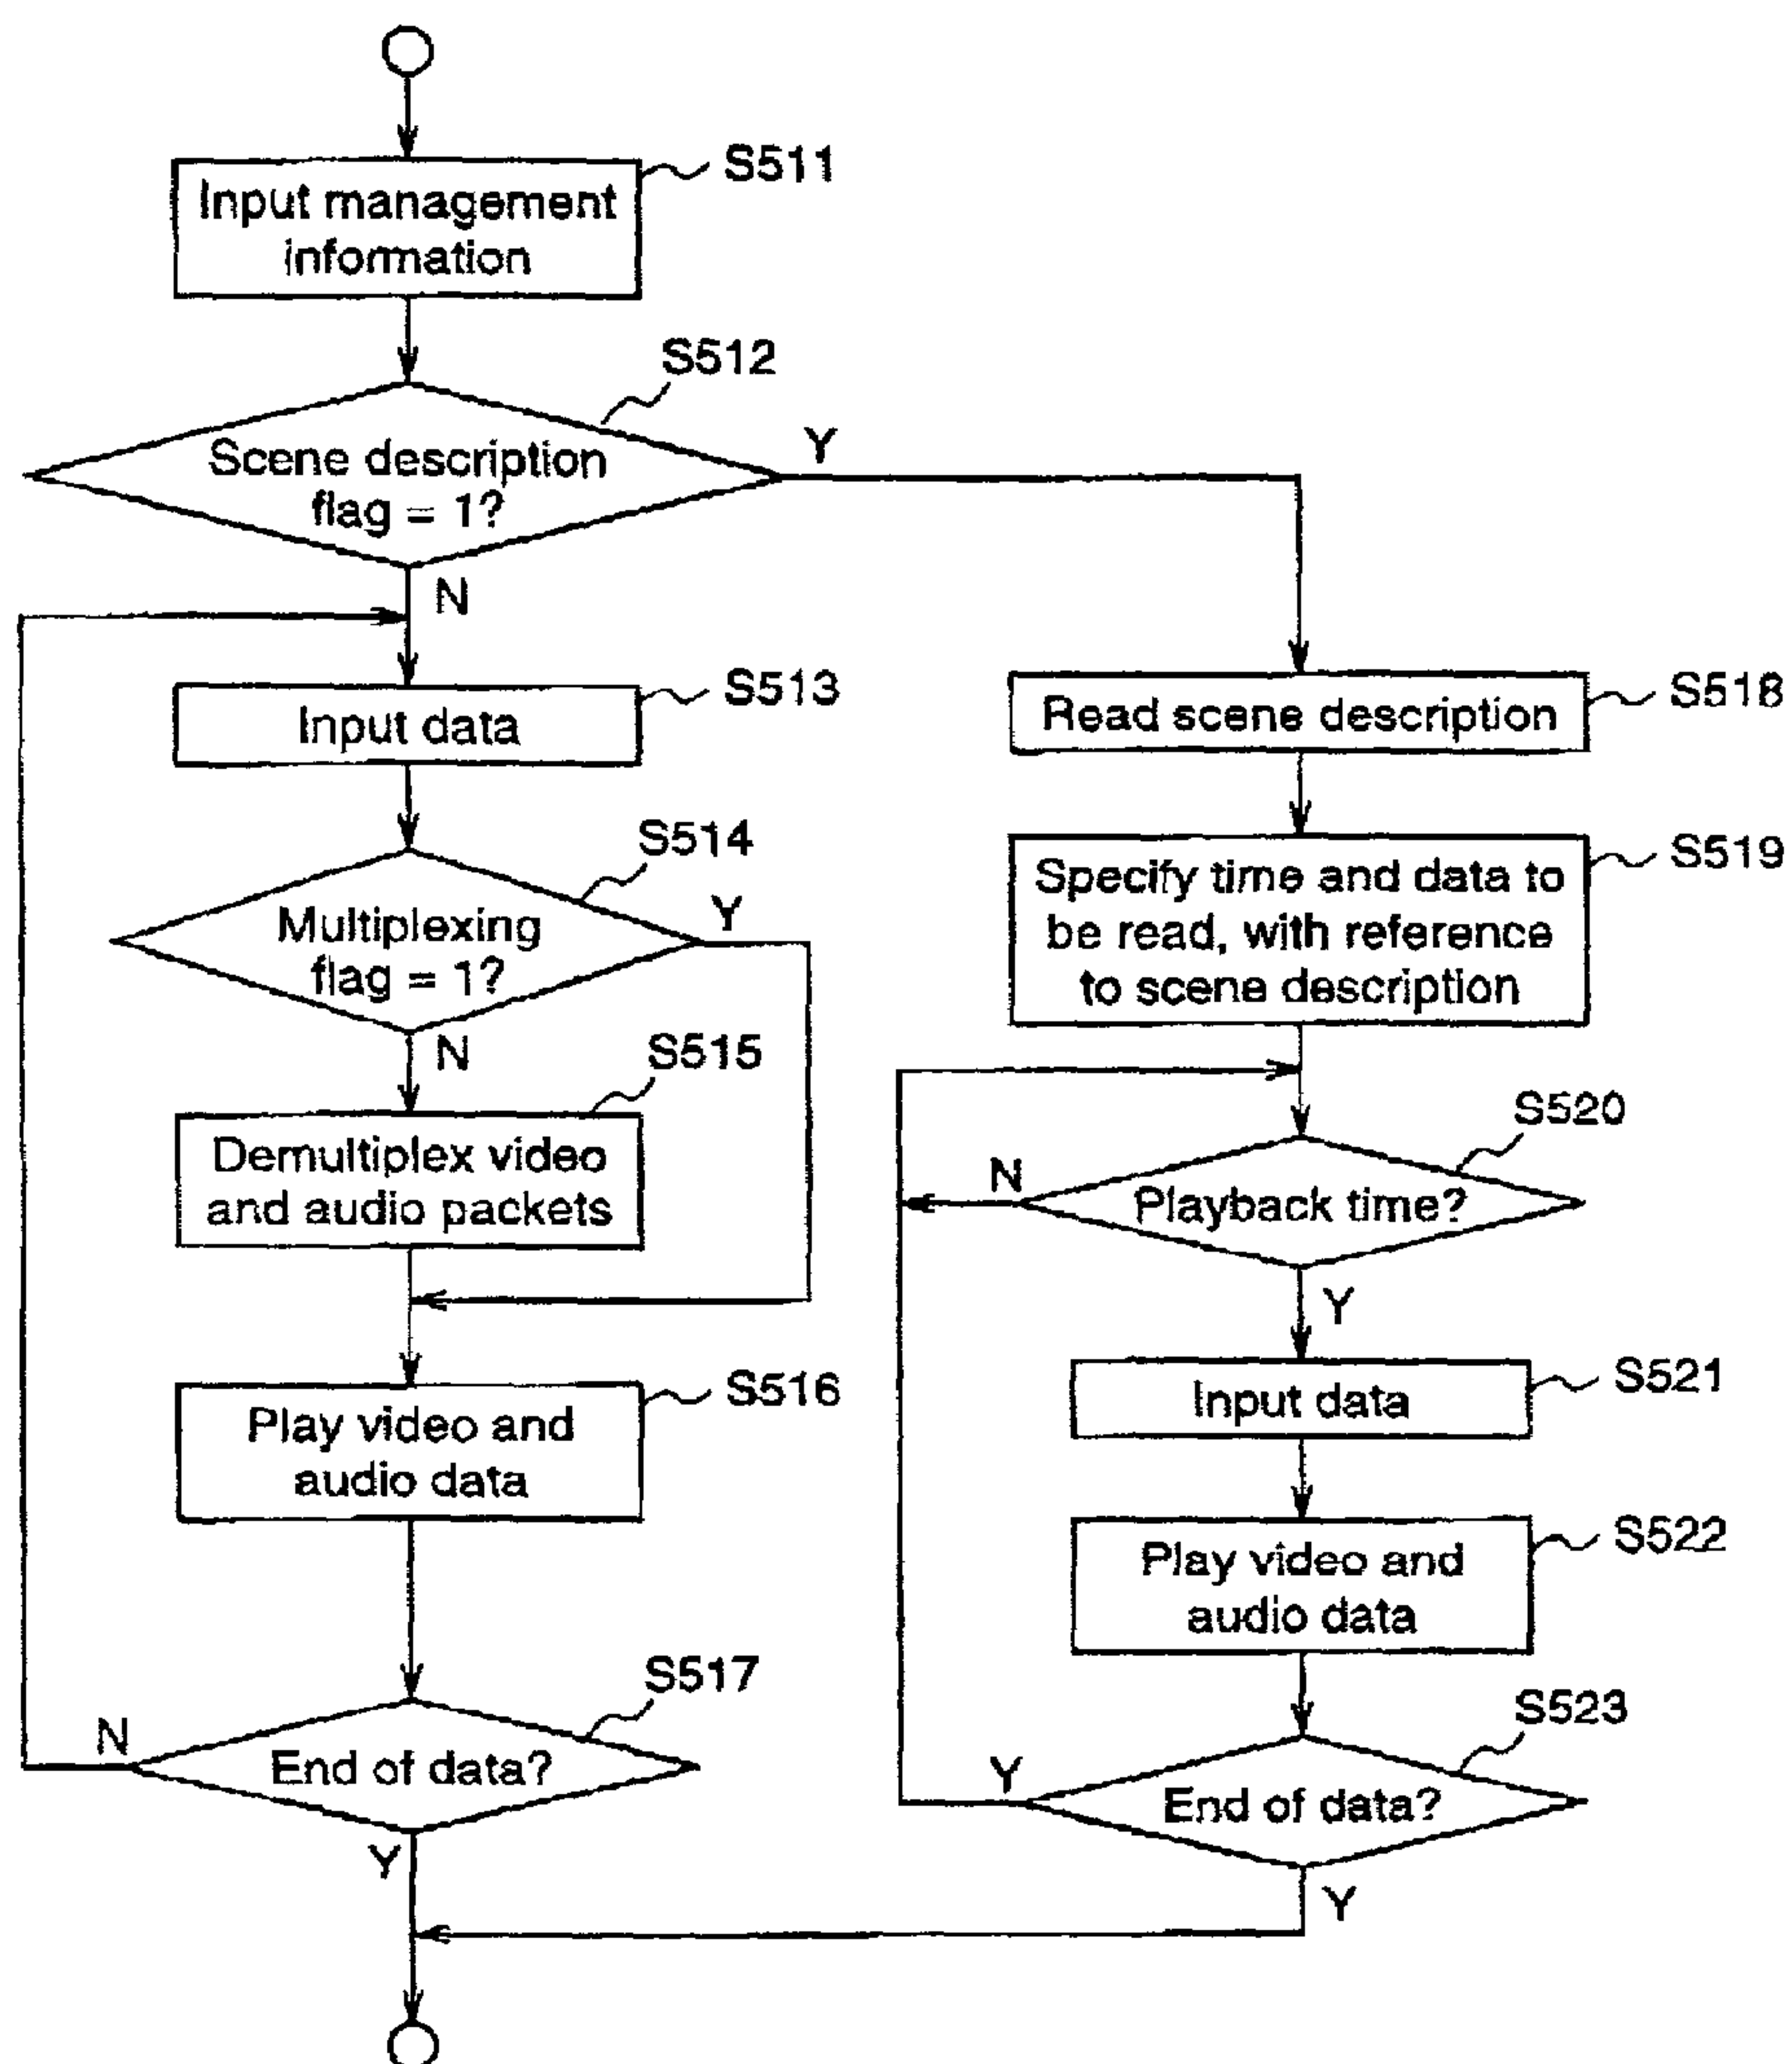 S511
Input management
information
S512
Scene description
flag = 1?
Y
N
S513
Input data
S514
Multiplexing
flag = 1?
Y
N
S515
Demultiplex video
and audio packets
S516
Play video and
audio data
S517
End of data?
N
Y
S518
Read scene description
S519
Specify time and data to
be read, with reference
to scene description
S520
Playback time?
N
Y
S521
Input data
S522
Play video and
audio data
S523
End of data?
Y
Y